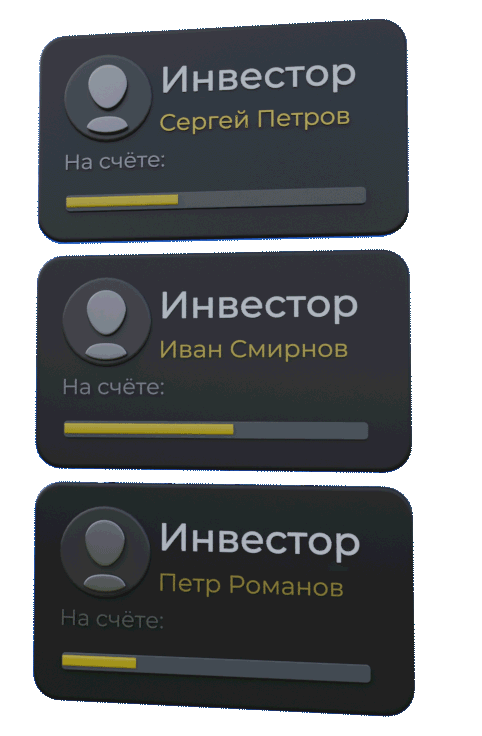 Инвестор
Сергей Петров
На счёте:
Инвестор
Иван Смирнов
На счёте:
Инвестор
Петр Романов
На счёте: